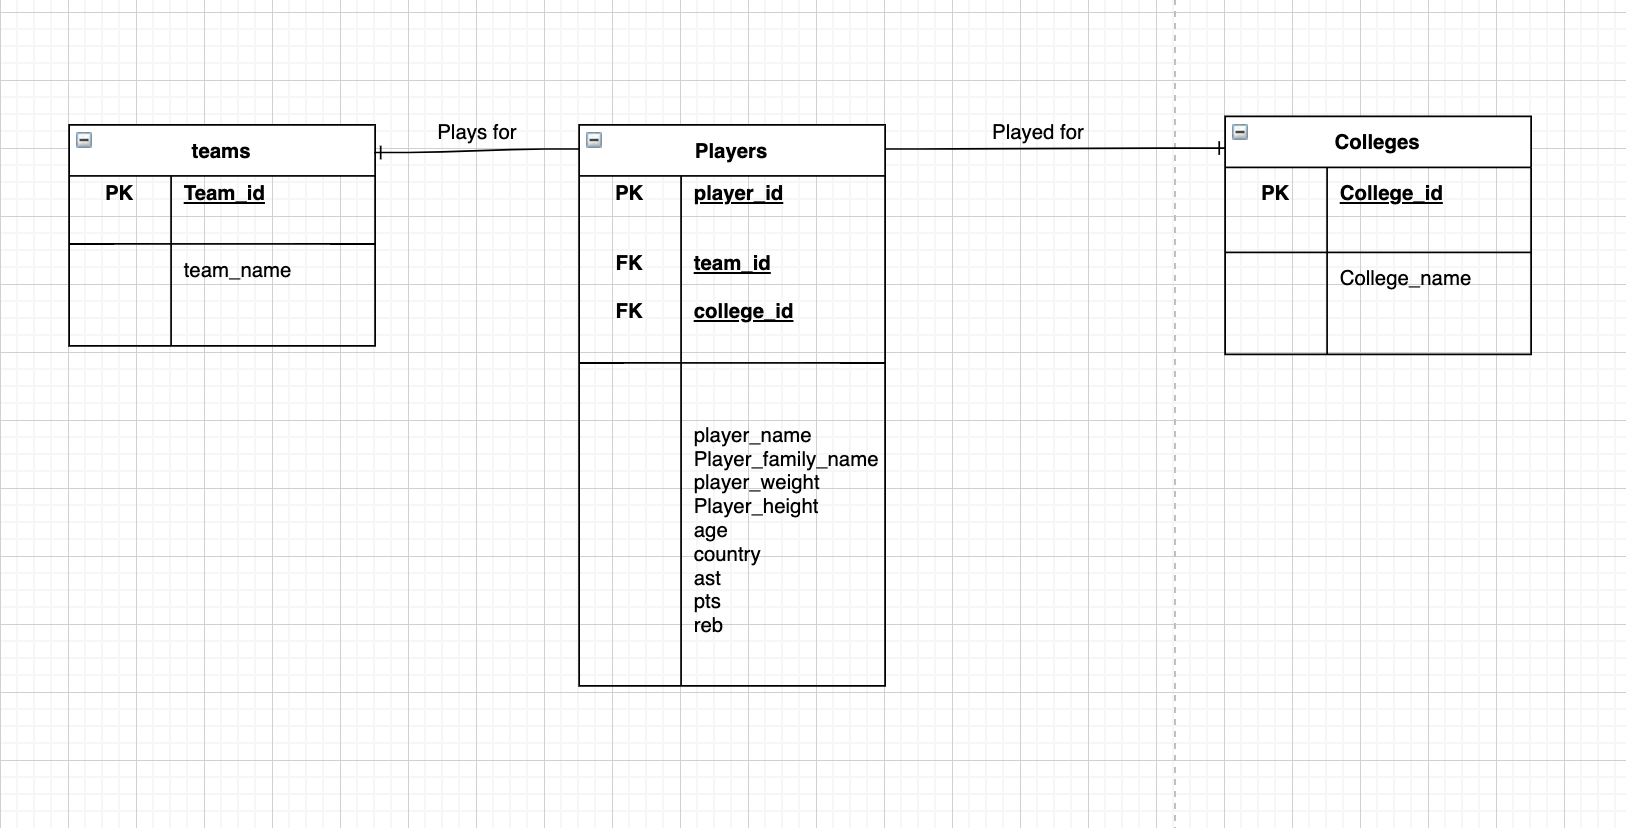 teams
PK Team_id
team_name
Plays for
Players
PK player_id
FK team_id
FK college_id
player_name
Player_family_name
player_weight
Player_height
age
country
ast
pts
reb
Played for
Colleges
PK College_id
College_name